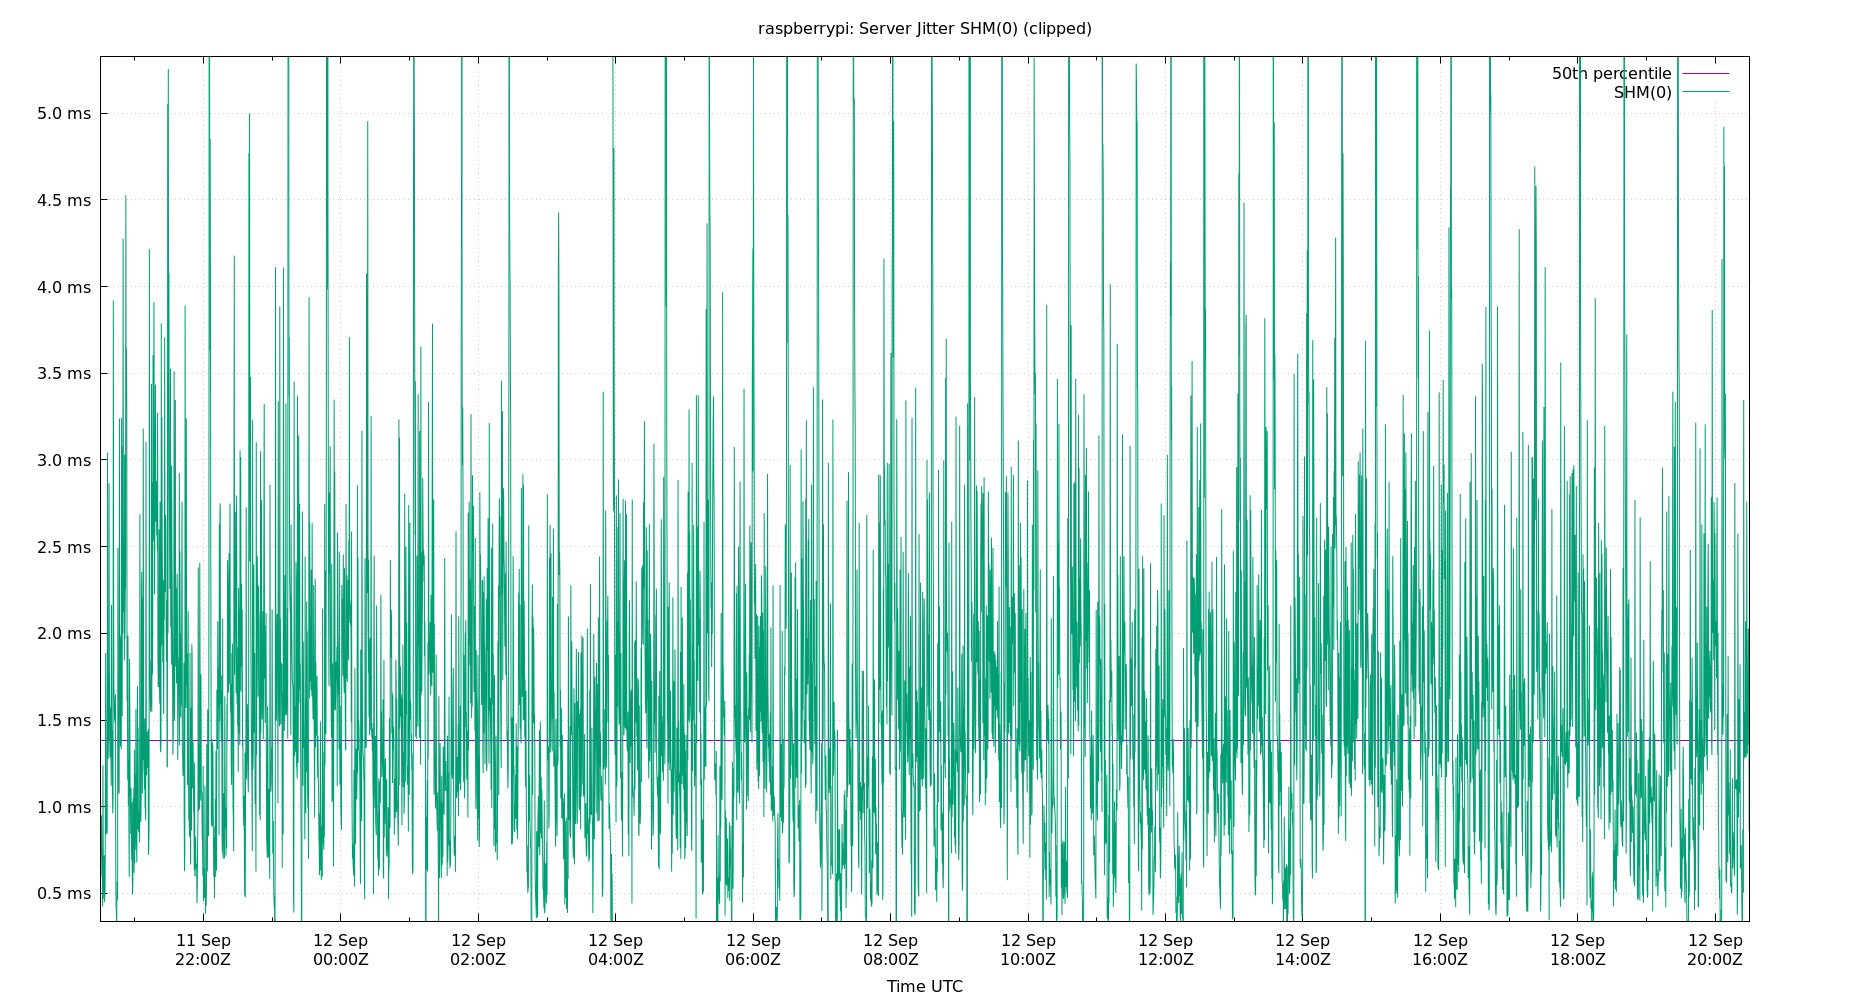 raspberrypi: Server Jitter SHM(0) (clipped)
50th percentile
SHM(0)
5.0 ms
4.5 ms
4.0 ms
3.5 ms
3.0 ms
2.5 ms
2.0 ms
1.5 ms
1.0 ms
0.5 ms
11 Sep 12 Sep 12 Sep 12 Sep 12 Sep 12 Sep 12 Sep 12 Sep 12 Sep 12 Sep 12 Sep 12 Sep
22:00Z 00:00Z 02:00Z 04:00Z 06:00Z 08:00Z 10:00Z 12:00Z 14:00Z 16:00Z 18:00Z 20:00Z
Time UTC